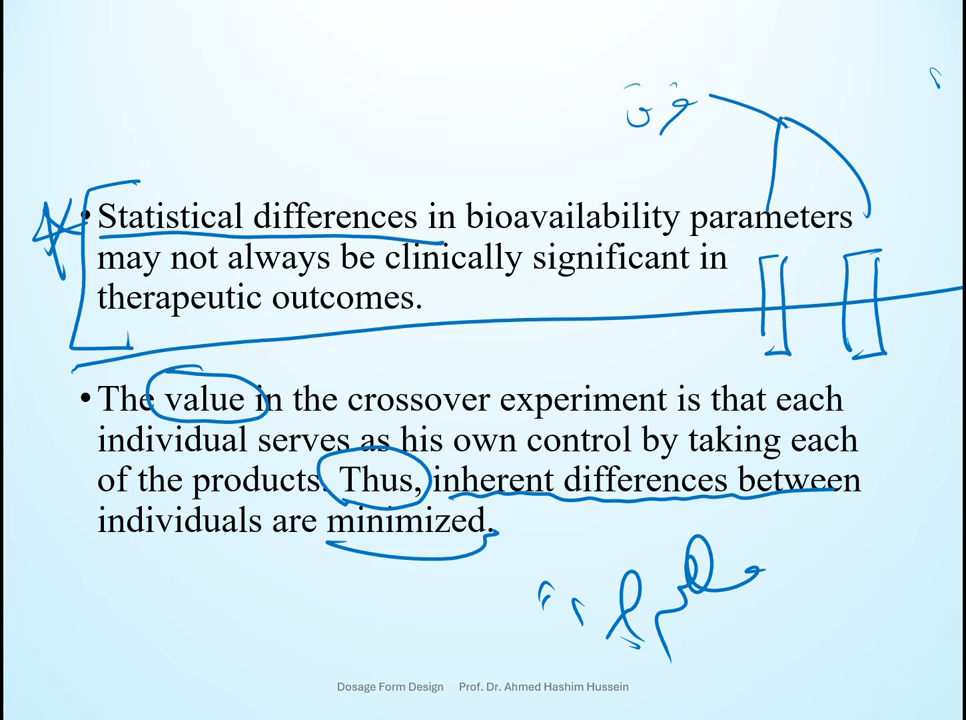 • Statistical differences in bioavailability parameters
may not always be clinically significant in
therapeutic outcomes.
• The value in the crossover experiment is that each
individual serves as his own control by taking each
of the products. Thus, inherent differences between
individuals are minimized.
Dosage Form Design Prof. Dr. Ahmed Hashim Hussein